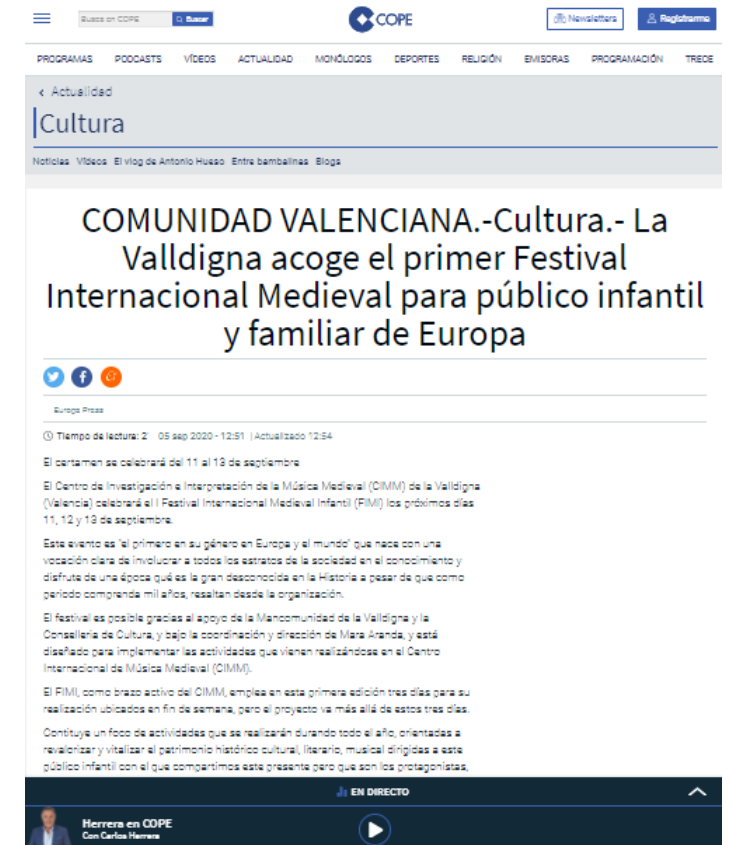 Busca en COPE
Buscar
COPE
Newsletters
Registrarme
PROGRAMAS PODCASTS VÍDEOS ACTUALIDAD MONÓLOGOS DEPORTES RELIGIÓN EMISORAS PROGRAMACIÓN TRECE
‹ Actualidad
Cultura
Noticias Vídeos El vlog de Antonio Hueso Entre bambalinas Blogs
COMUNIDAD VALENCIANA.-Cultura.- La
Valldigna acoge el primer Festival
Internacional Medieval para público infantil
y familiar de Europa
Europa Press
Tiempo de lectura: 2' 05 sep 2020 - 12:51 | Actualizado 12:54
El certamen se celebrará del 11 al 13 de septiembre
El Centro de Investigación e Interpretación de la Música Medieval (CIMM) de la Valldigna
(Valencia) celebrará el I Festival Internacional Medieval Infantil (FIMI) los próximos días
11, 12 y 13 de septiembre.
Este evento es "el primero en su género en Europa y el mundo" que nace con una
vocación clara de involucrar a todos los estratos de la sociedad en el conocimiento y
disfrute de una época qué es la gran desconocida en la Historia a pesar de que como
periodo comprenda mil años, resaltan desde la organización.
El festival es posible gracias al apoyo de la Mancomunidad de la Valldigna y la
Conselleria de Cultura, y bajo la coordinación y dirección de Mara Aranda, y está
diseñado para implementar las actividades que vienen realizándose en el Centro
Internacional de Música Medieval (CIMM).
El FIMI, como brazo activo del CIMM, emplea en esta primera edición tres días para su
realización ubicados en fin de semana, pero el proyecto va más allá de estos tres días.
Contituye un foco de actividades que se realizarán durando todo el año, orientadas a
revalorizar y vitalizar el patrimonio histórico cultural, literario, musical dirigidas a este
público infantil con el que compartimos este presente pero que son los protagonistas,
EN DIRECTO
Herrera en COPE
Con Carlos Herrera